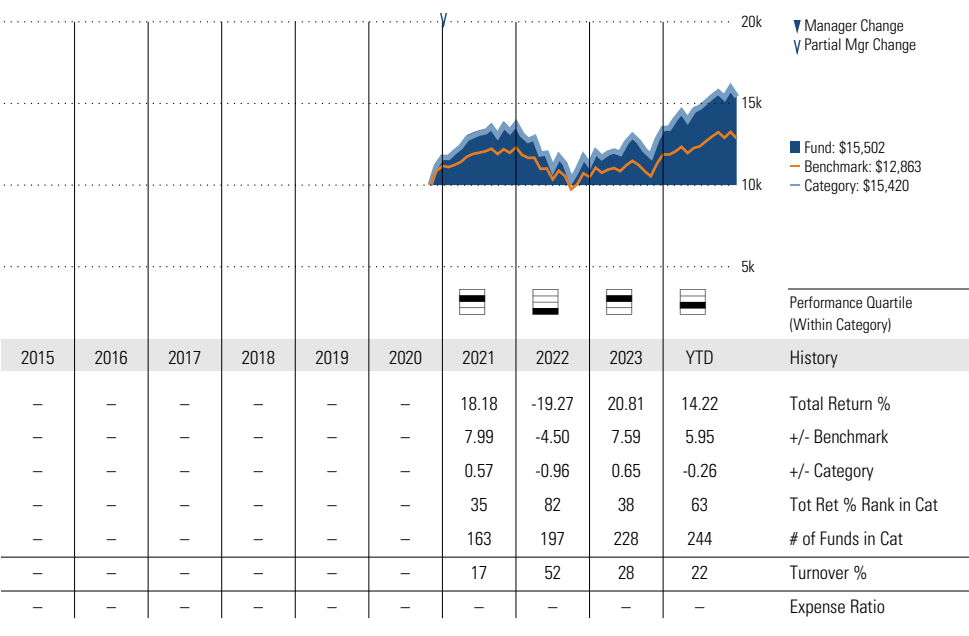 20k
15k
10k
5k
▼ Manager Change
∨ Partial Mgr Change
Fund: $15,502
Benchmark: $12,863
Category: $15,420
Performance Quartile
(Within Category)
2015 2016 2017 2018 2019 2020 2021 2022 2023 YTD History
– – – – – – 18.18 -19.27 20.81 14.22 Total Return %
– – – – – – 7.99 -4.50 7.59 5.95 +/- Benchmark
– – – – – – 0.57 -0.96 0.65 -0.26 +/- Category
– – – – – – 35 82 38 63 Tot Ret % Rank in Cat
– – – – – – 163 197 228 244 # of Funds in Cat
– – – – – – 17 52 28 22 Turnover %
– – – – – – – – – – Expense Ratio